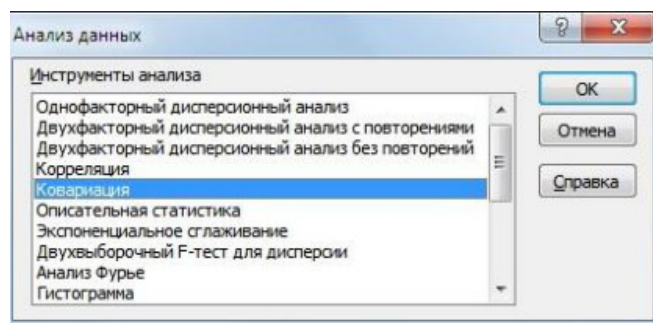 Анализ данных
Инструменты анализа
Однофакторный дисперсионный анализ
Двухфакторный дисперсионный анализ с повторениями
Двухфакторный дисперсионный анализ без повторений
Корреляция
Ковариация
Описательная статистика
Экспоненциальное сглаживание
Двухвыборочный F-тест для дисперсии
Анализ Фурье
Гистограмма
OK
Отмена
Справка